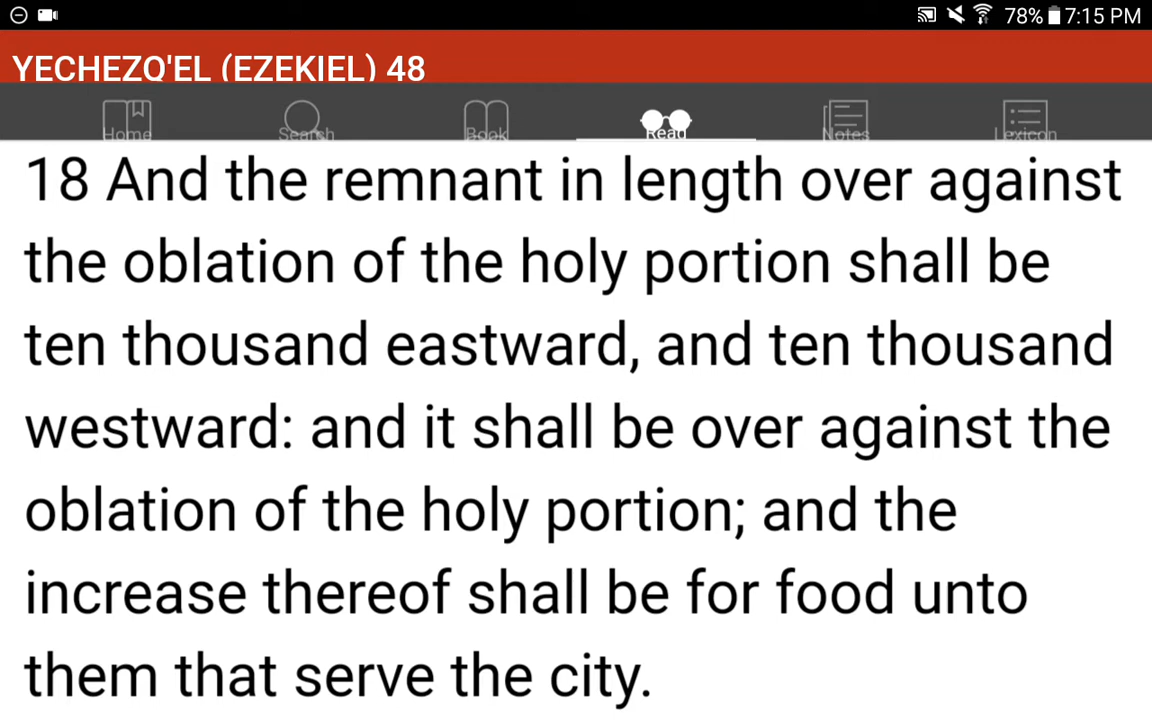 78% 7:15 PM
YECHEZQ'EL (EZEKIEL) 48
Home Search Book Read Notes Lexicon
18 And the remnant in length over against
the oblation of the holy portion shall be
ten thousand eastward, and ten thousand
westward: and it shall be over against the
oblation of the holy portion; and the
increase thereof shall be for food unto
them that serve the city.